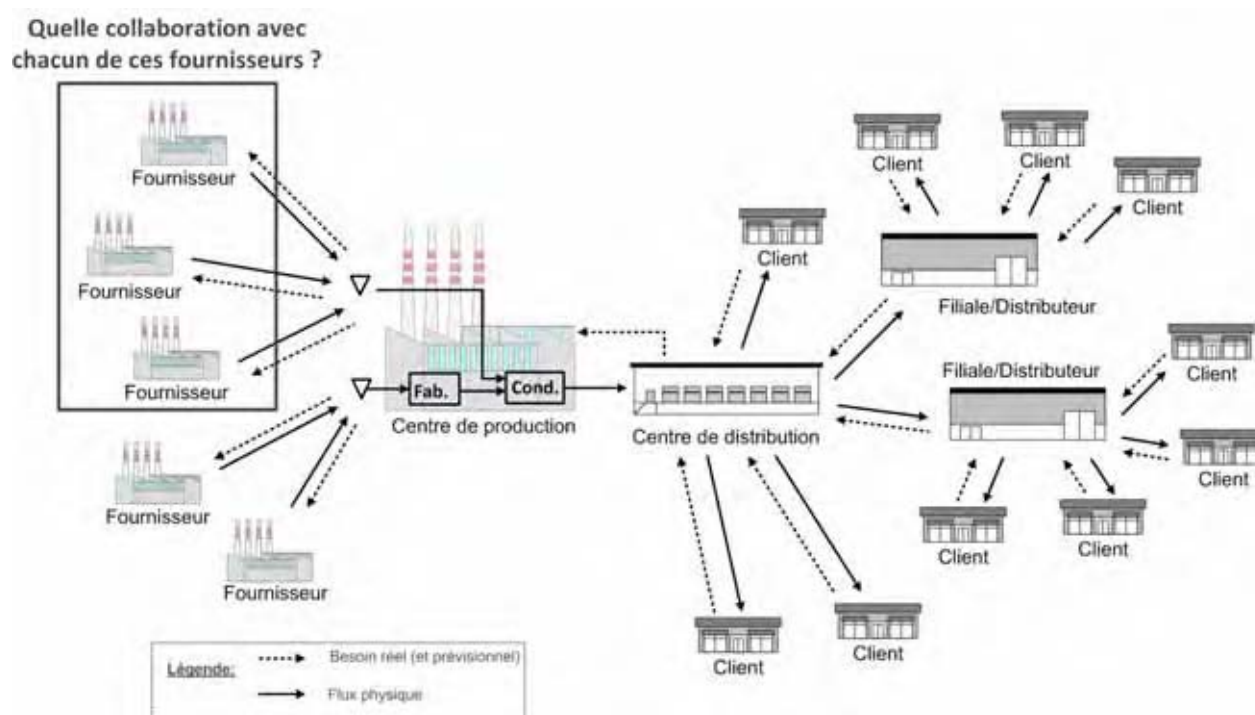 Quelle collaboration avec
chacun de ces fournisseurs ?
Fournisseur
Fournisseur
Fournisseur
Fournisseur
Fournisseur
Fab.
Cond.
Centre de production
Centre de distribution
Client
Client
Client
Client
Filiale/Distributeur
Filiale/Distributeur
Client
Client
Client
Client
Client
Client
Légende:
Besoin réel (et prévisionnel)
Flux physique